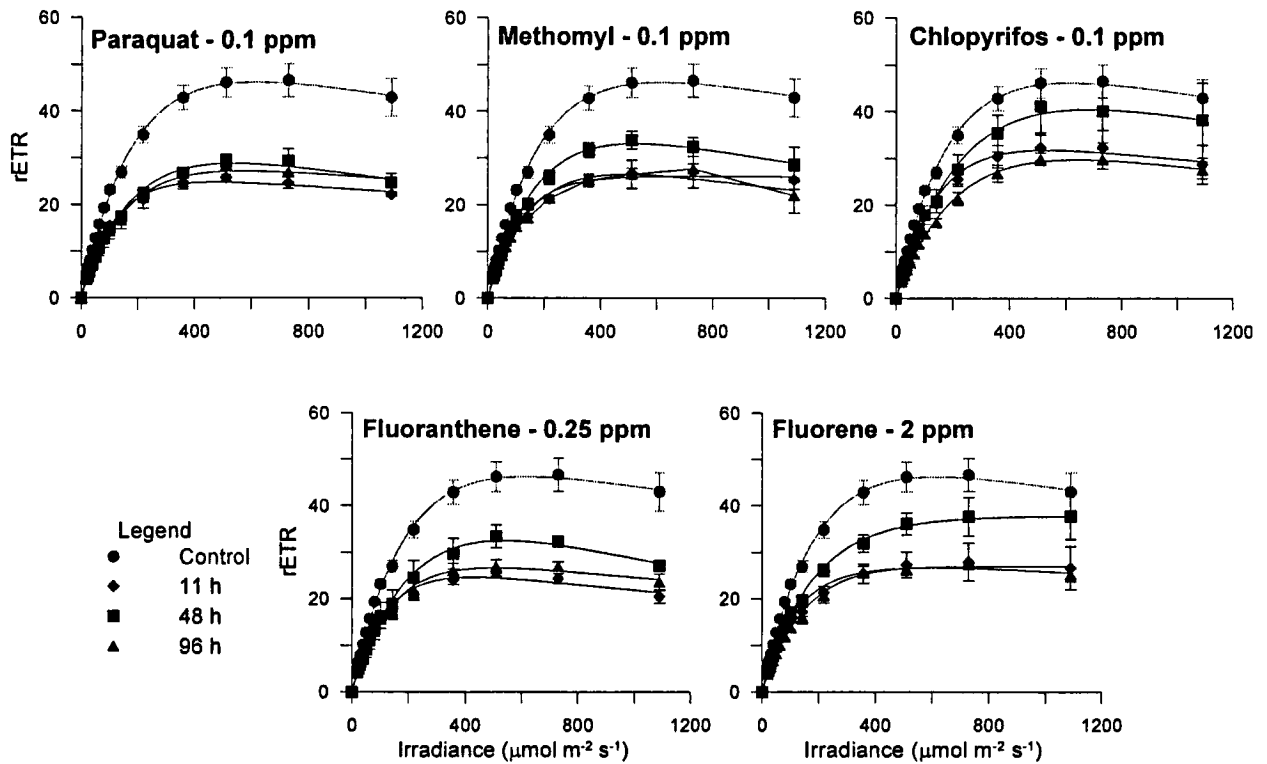 Paraquat - 0.1 ppm
Methomyl - 0.1 ppm
Chlopyrifos - 0.1 ppm
60
40
20
0
rETR
0 400 800 1200
60
40
20
0
0 400 800 1200
60
40
20
0
0 400 800 1200
Fluoranthene - 0.25 ppm
Fluorene - 2 ppm
60
40
20
0
rETR
0 400 800 1200
Irradiance (μmol m⁻² s⁻¹)
60
40
20
0
0 400 800 1200
Irradiance (μmol m⁻² s⁻¹)
Legend
Control
11 h
48 h
96 h